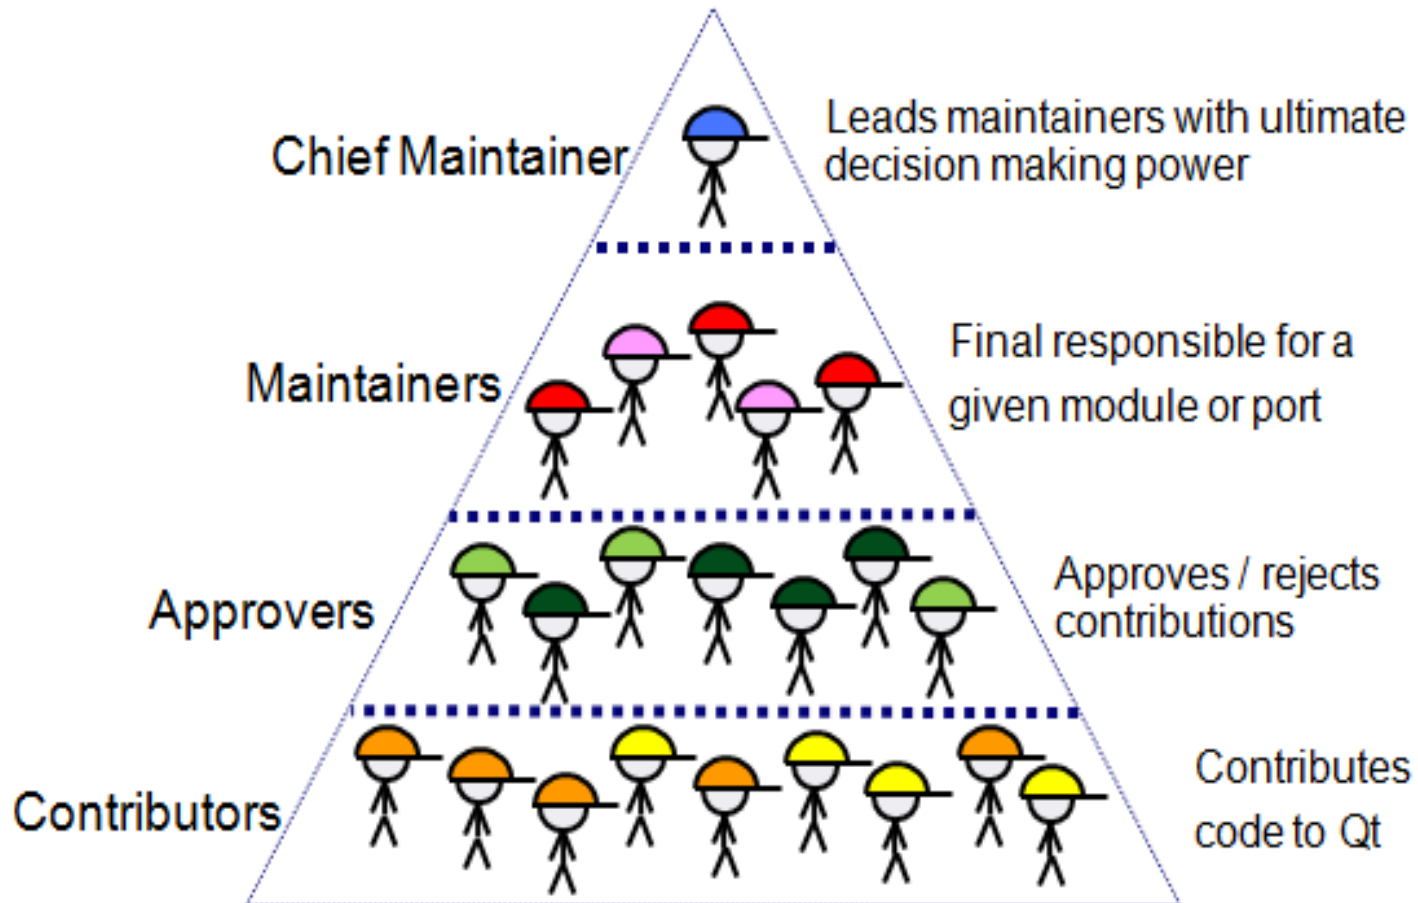 Chief Maintainer
Leads maintainers with ultimate
decision making power
Maintainers
Final responsible for a
given module or port
Approvers
Approves / rejects
contributions
Contributors
Contributes
code to Qt